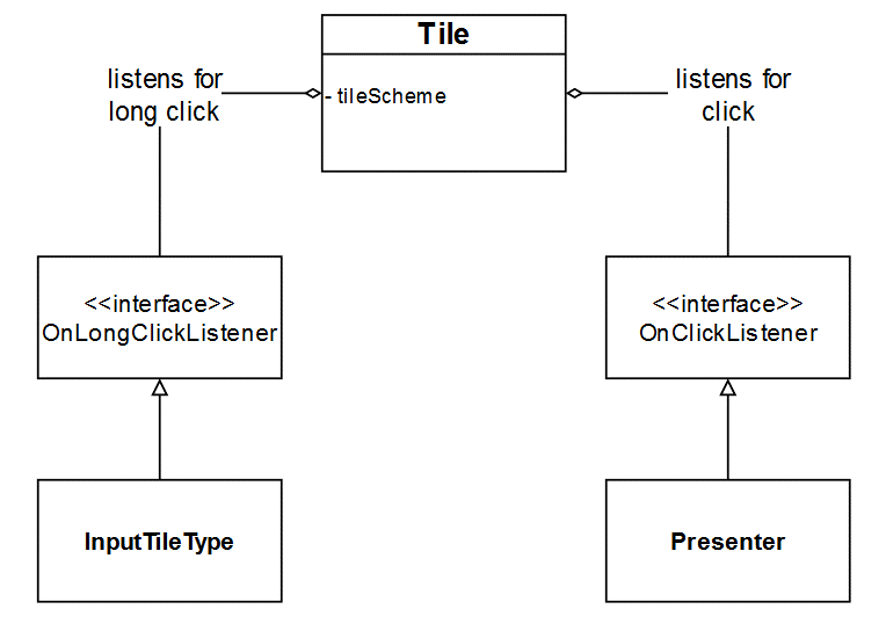 Tile
- tileScheme
listens for
long click
listens for
click
<<interface>>
OnLongClickListener
<<interface>>
OnClickListener
InputTileType
Presenter